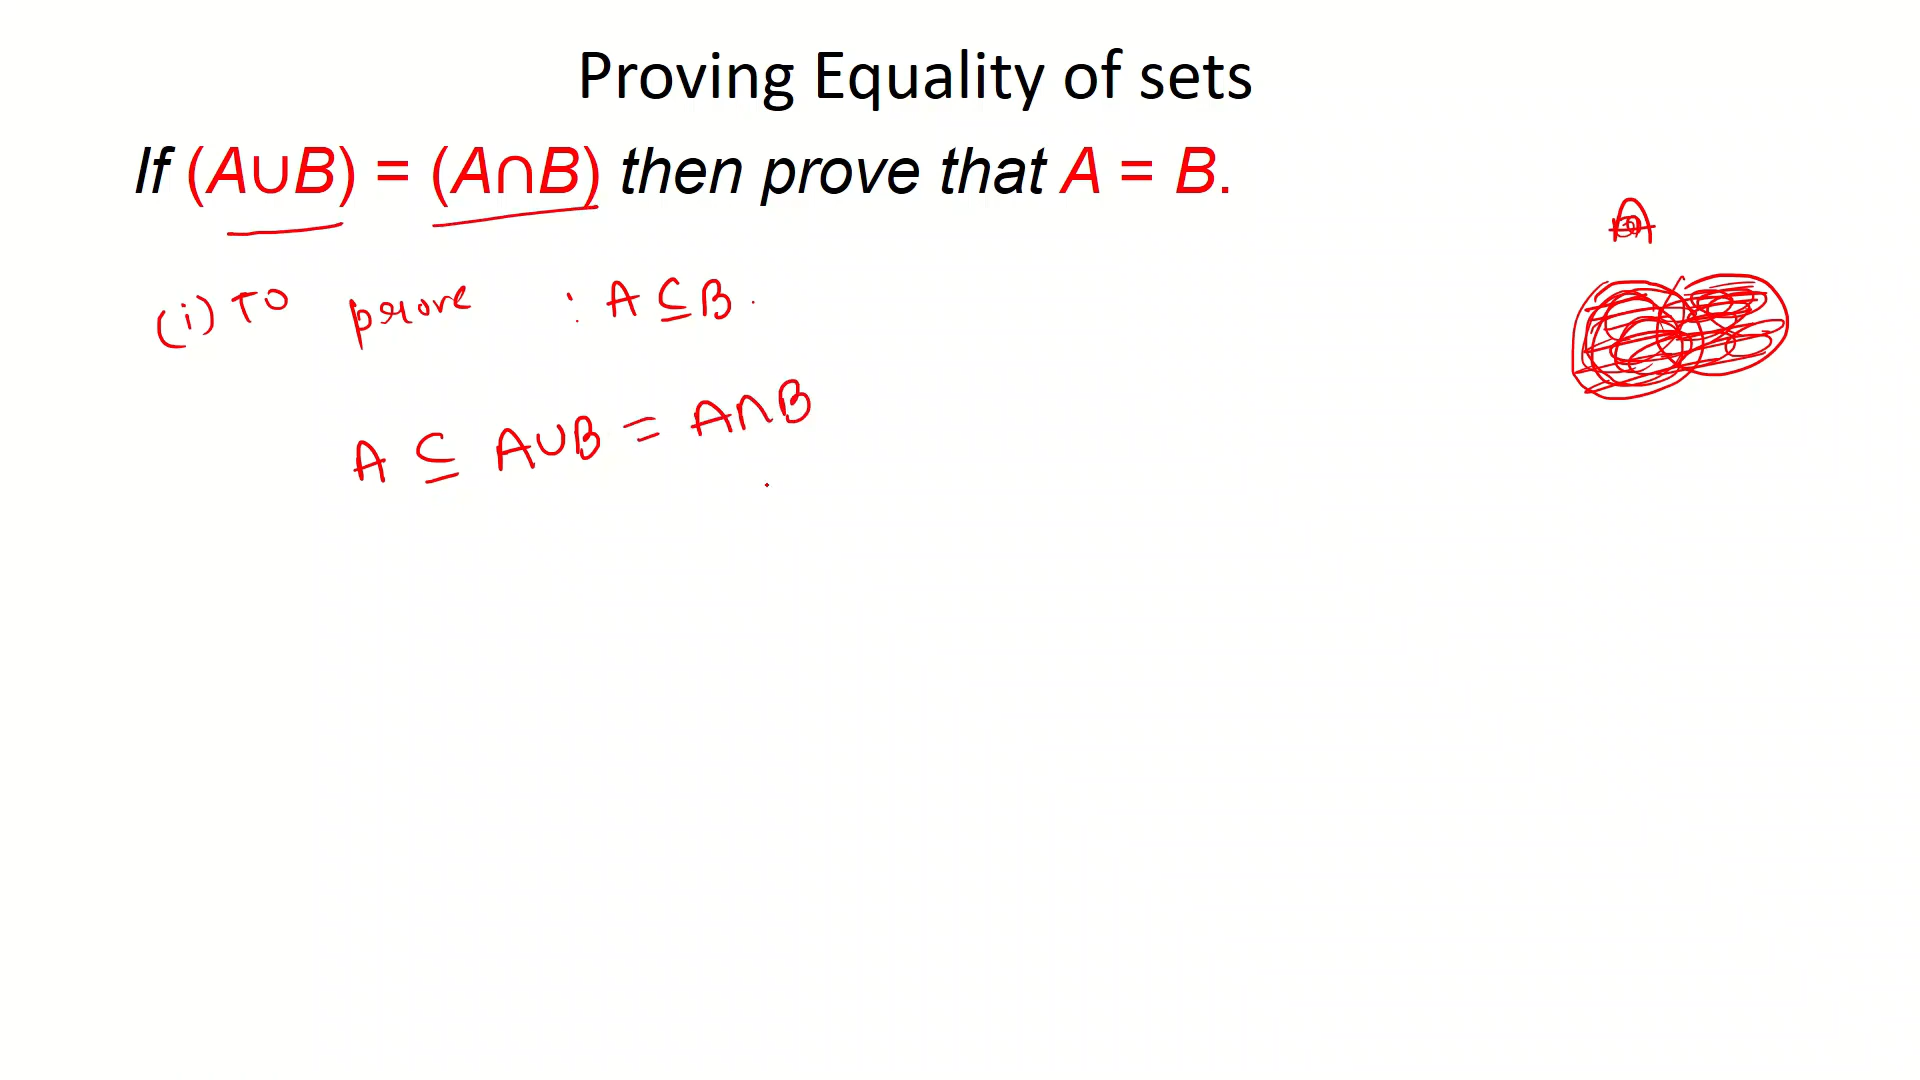 Proving Equality of sets
If (A∪B) = (A∩B) then prove that A = B.
A
(i) To prove : A ⊆ B.
A ⊆ A∪B = A∩B